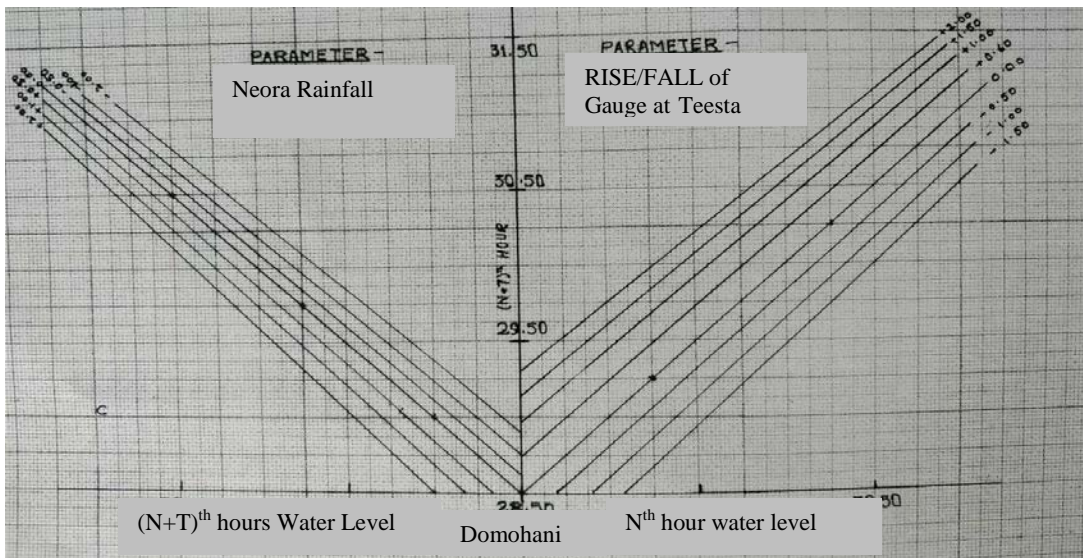 PARAMETER -
Neora Rainfall
31.50
PARAMETER -
RISE/FALL of
Gauge at Teesta
+2.00
+1.50
+1.00
0.00
-0.50
-1.00
-1.50
30.50
(N+T)th HOUR
29.50
28.50
(N+T)th hours Water Level
Domohani
Nth hour water level